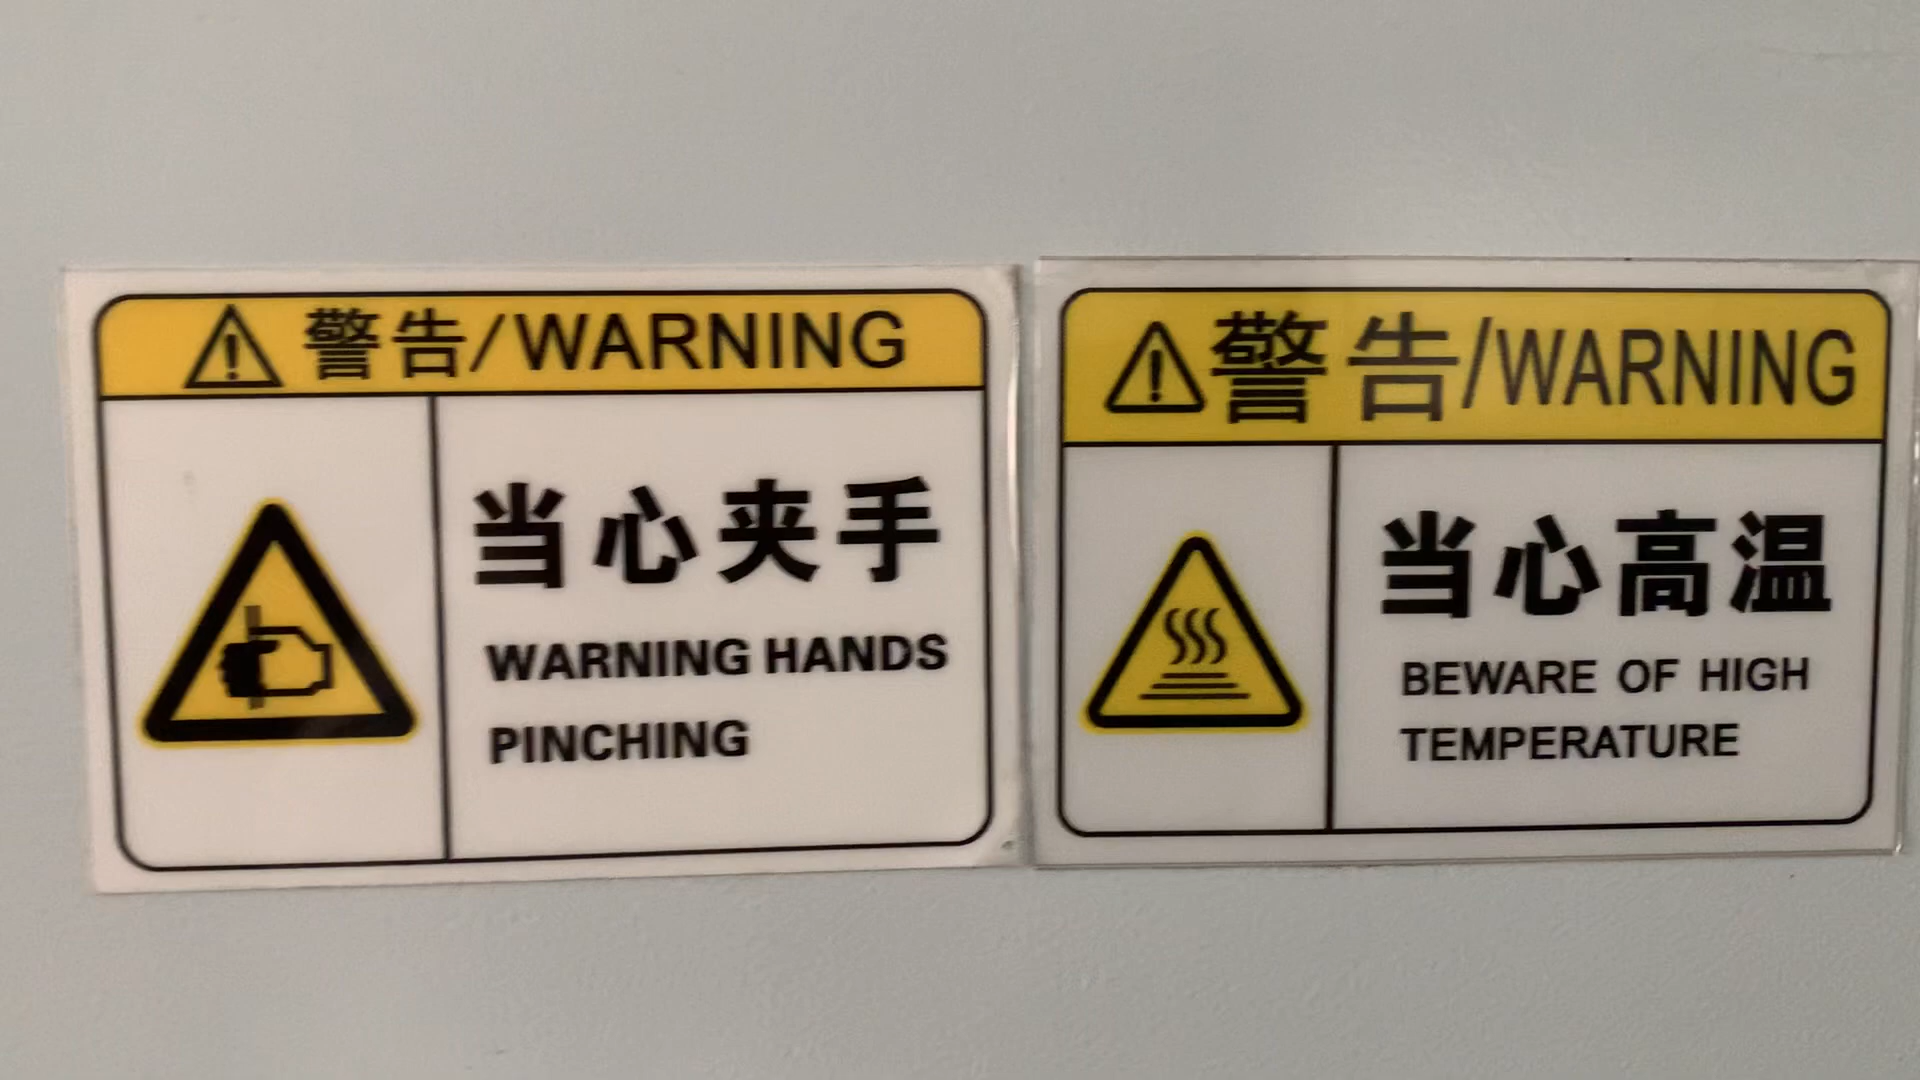 警告/WARNING
当心夹手
WARNING HANDS
PINCHING
警告/WARNING
当心高温
BEWARE OF HIGH
TEMPERATURE